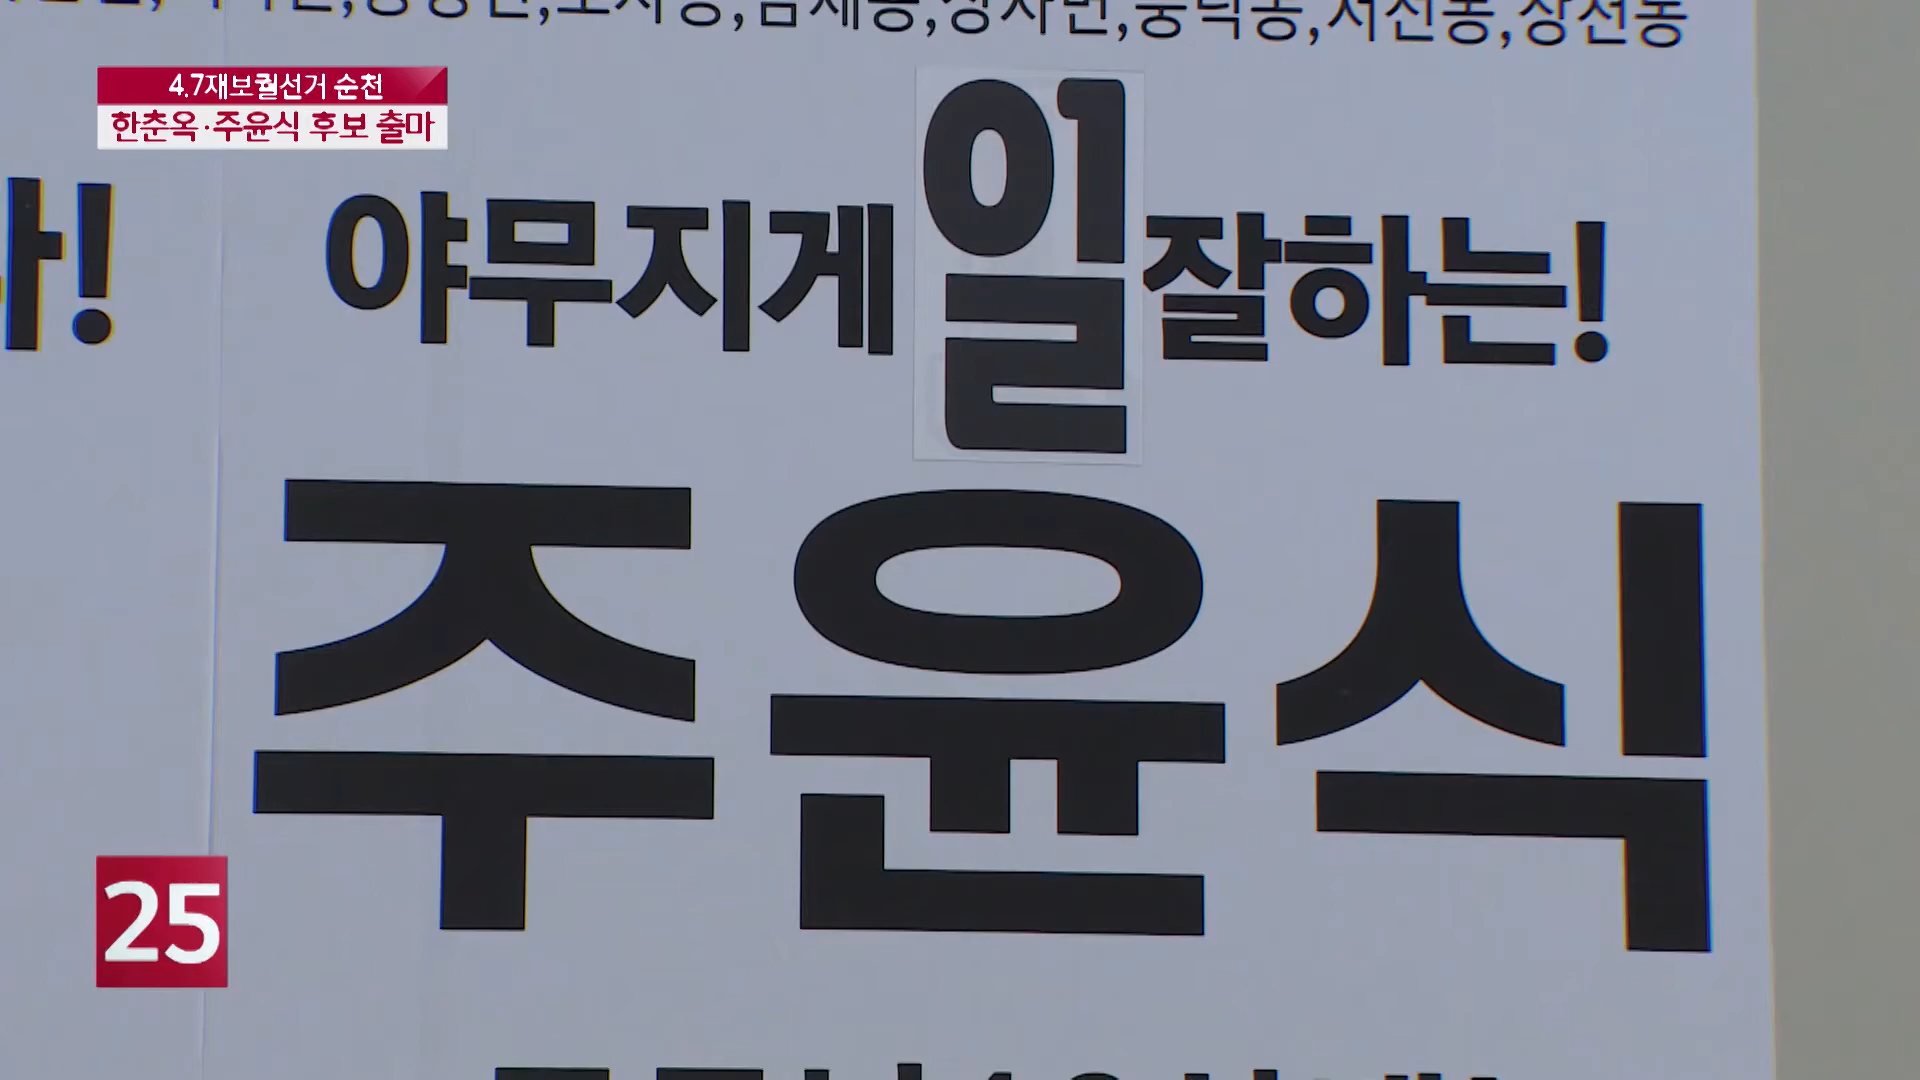 4.7재보궐선거 순천
한춘옥·주윤식 후보 출마
야무지게 일 잘하는!
주윤식
25